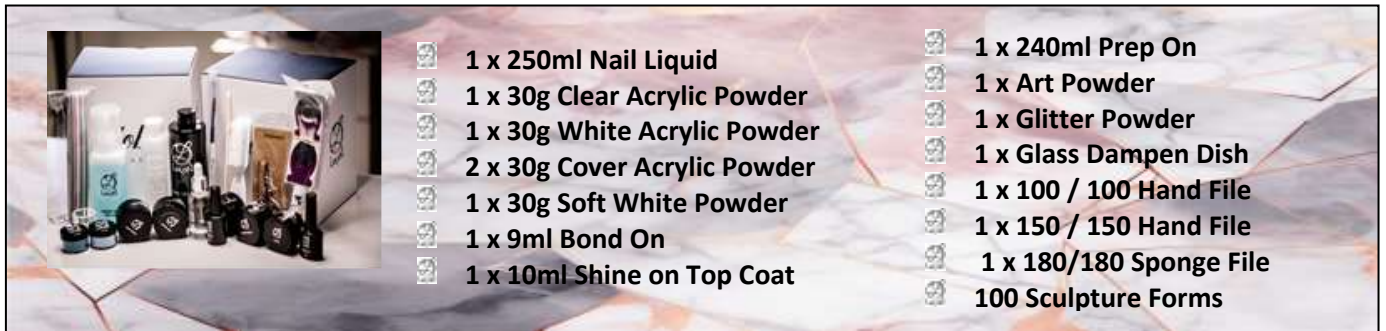 1 x 250ml Nail Liquid
1 x 30g Clear Acrylic Powder
1 x 30g White Acrylic Powder
2 x 30g Cover Acrylic Powder
1 x 30g Soft White Powder
1 x 9ml Bond On
1 x 10ml Shine on Top Coat
1 x 240ml Prep On
1 x Art Powder
1 x Glitter Powder
1 x Glass Dampen Dish
1 x 100 / 100 Hand File
1 x 150 / 150 Hand File
1 x 180/180 Sponge File
100 Sculpture Forms